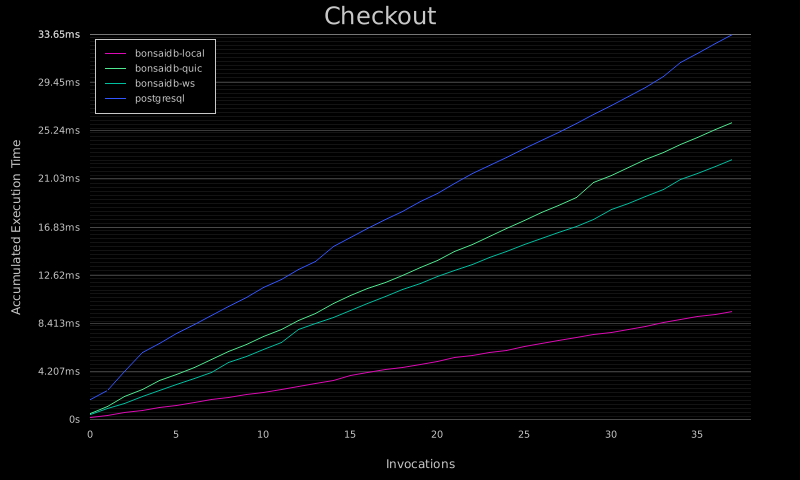 Checkout
33.65ms
29.45ms
25.24ms
21.03ms
16.83ms
12.62ms
8.413ms
4.207ms
0s
bonsaidb-local
bonsaidb-quic
bonsaidb-ws
postgresql
Accumulated Execution Time
0 5 10 15 20 25 30 35
Invocations